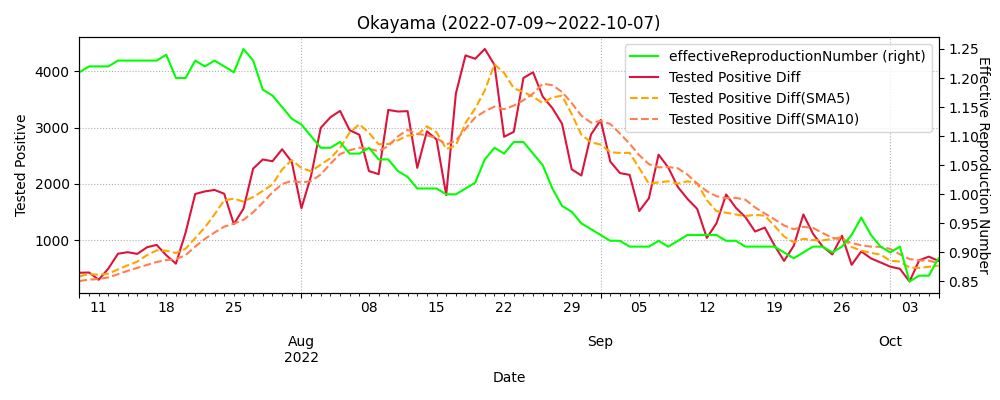 Okayama (2022-07-09~2022-10-07)
effectiveReproductionNumber (right)
Tested Positive Diff
Tested Positive Diff(SMA5)
Tested Positive Diff(SMA10)
Tested Positive
4000
3000
2000
1000
Effective Reproduction Number
1.25
1.20
1.15
1.10
1.05
1.00
0.95
0.90
0.85
11 18 25 08 15 22 29 05 12 19 26 03
Aug Sep Oct
2022
Date